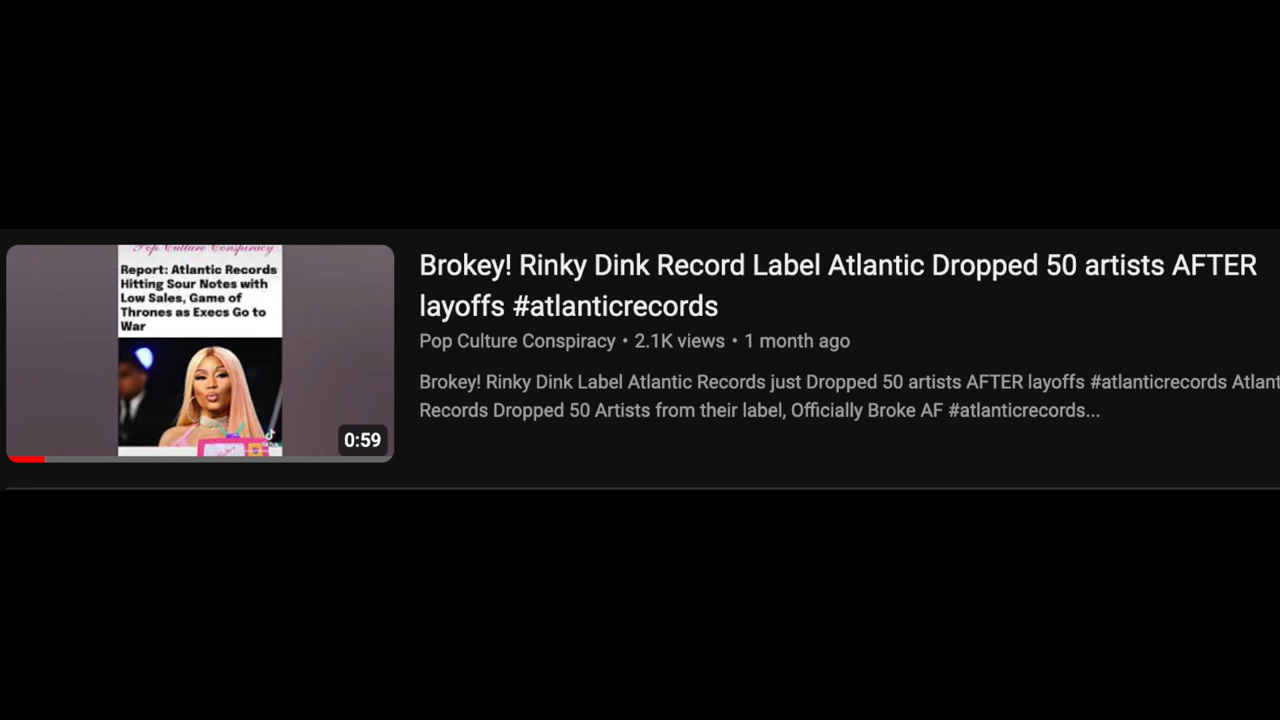 Pop Culture Conspiracy
Report: Atlantic Records
Hitting Sour Notes with
Low Sales, Game of
Thrones as Execs Go to
War
0:59
Brokey! Rinky Dink Record Label Atlantic Dropped 50 artists AFTER
layoffs #atlanticrecords
Pop Culture Conspiracy • 2.1K views • 1 month ago
Brokey! Rinky Dink Label Atlantic Records just Dropped 50 artists AFTER layoffs #atlanticrecords Atlant
Records Dropped 50 Artists from their label, Officially Broke AF #atlanticrecords...